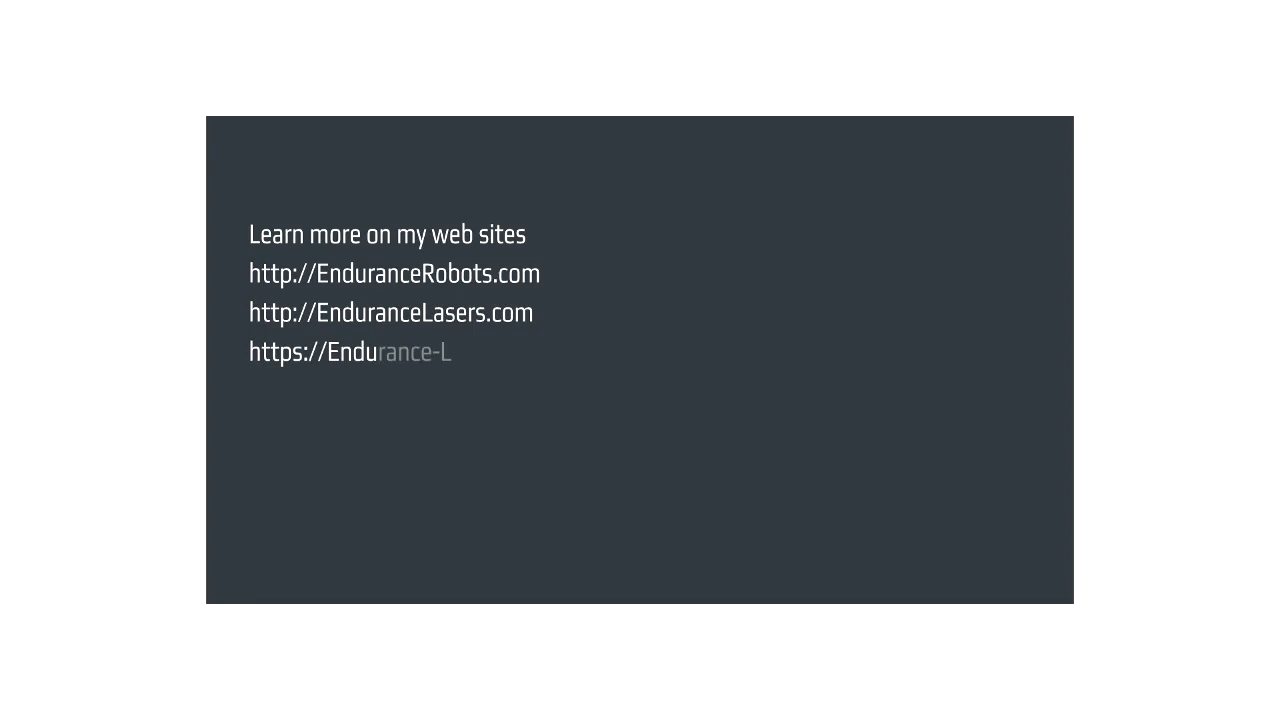 Learn more on my web sites
http://EnduranceRobots.com
http://EnduranceLasers.com
https://Endurance-L